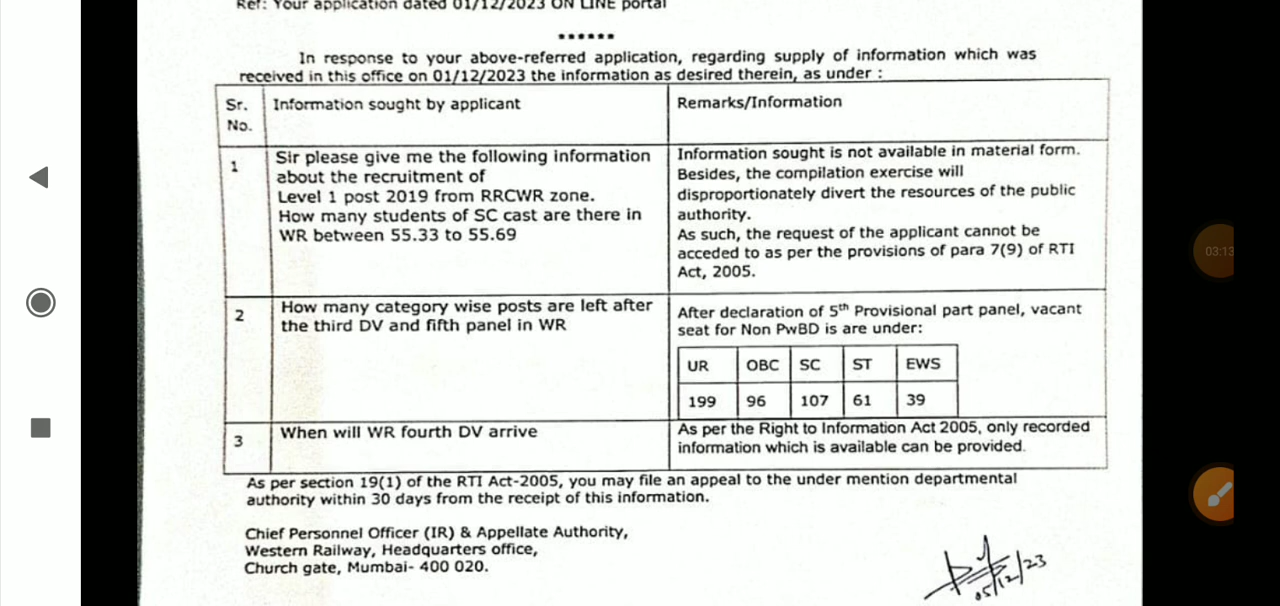 Ref: Your application dated 01/12/2023 ON LINE portal
******
In response to your above-referred application, regarding supply of information which was
received in this office on 01/12/2023 the information as desired therein, as under :
Sr. No.
Information sought by applicant
Remarks/Information
1
Sir please give me the following information
about the recruitment of
Level 1 post 2019 from RRCWR zone.
How many students of SC cast are there in
WR between 55.33 to 55.69
Information sought is not available in material form.
Besides, the compilation exercise will
disproportionately divert the resources of the public
authority.
As such, the request of the applicant cannot be
acceded to as per the provisions of para 7(9) of RTI
Act, 2005.
2
How many category wise posts are left after
the third DV and fifth panel in WR
After declaration of 5th Provisional part panel, vacant
seat for Non PwBD is are under:
UR OBC SC ST EWS
199 96 107 61 39
3
When will WR fourth DV arrive
As per the Right to Information Act 2005, only recorded
information which is available can be provided.
As per section 19(1) of the RTI Act-2005, you may file an appeal to the under mention departmental
authority within 30 days from the receipt of this information.
Chief Personnel Officer (IR) & Appellate Authority,
Western Railway, Headquarters office,
Church gate, Mumbai- 400 020.
05/12/23
03:13